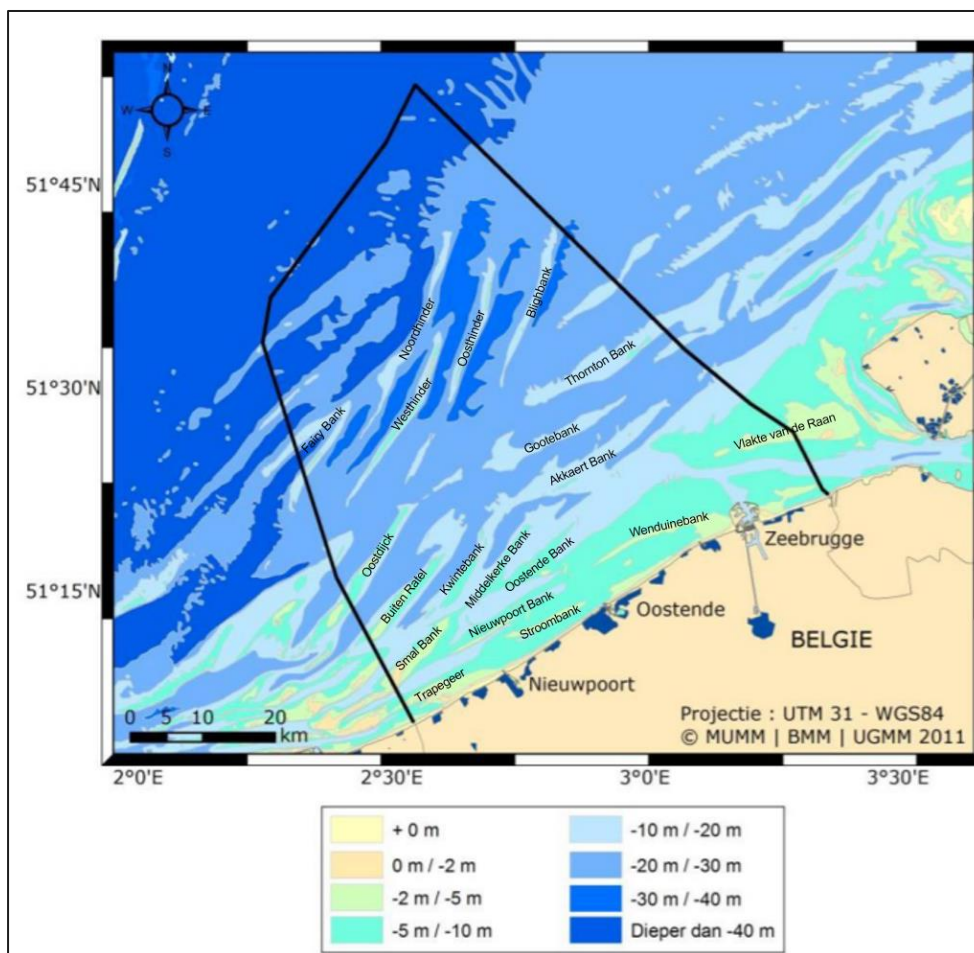 N
W E
S
51°45'N
51°30'N
51°15'N
Noordhinder
Oosthinder
Blighbank
Westhinder
Fairy Bank
Thornton Bank
Gootebank
Akkaert Bank
Vlakte van de Raan
Oostdijck
Buiten Ratel
Kwintebank
Middelkerke Bank
Oostende Bank
Wenduinebank
Smal Bank
Nieuwpoort Bank
Stroombank
Trapegeer
Zeebrugge
Oostende
BELGIE
Nieuwpoort
0 5 10 20
km
Projectie : UTM 31 - WGS84
© MUMM | BMM | UGMM 2011
2°0'E 2°30'E 3°0'E 3°30'E
+ 0 m
0 m / -2 m
-2 m / -5 m
-5 m / -10 m
-10 m / -20 m
-20 m / -30 m
-30 m / -40 m
Dieper dan -40 m